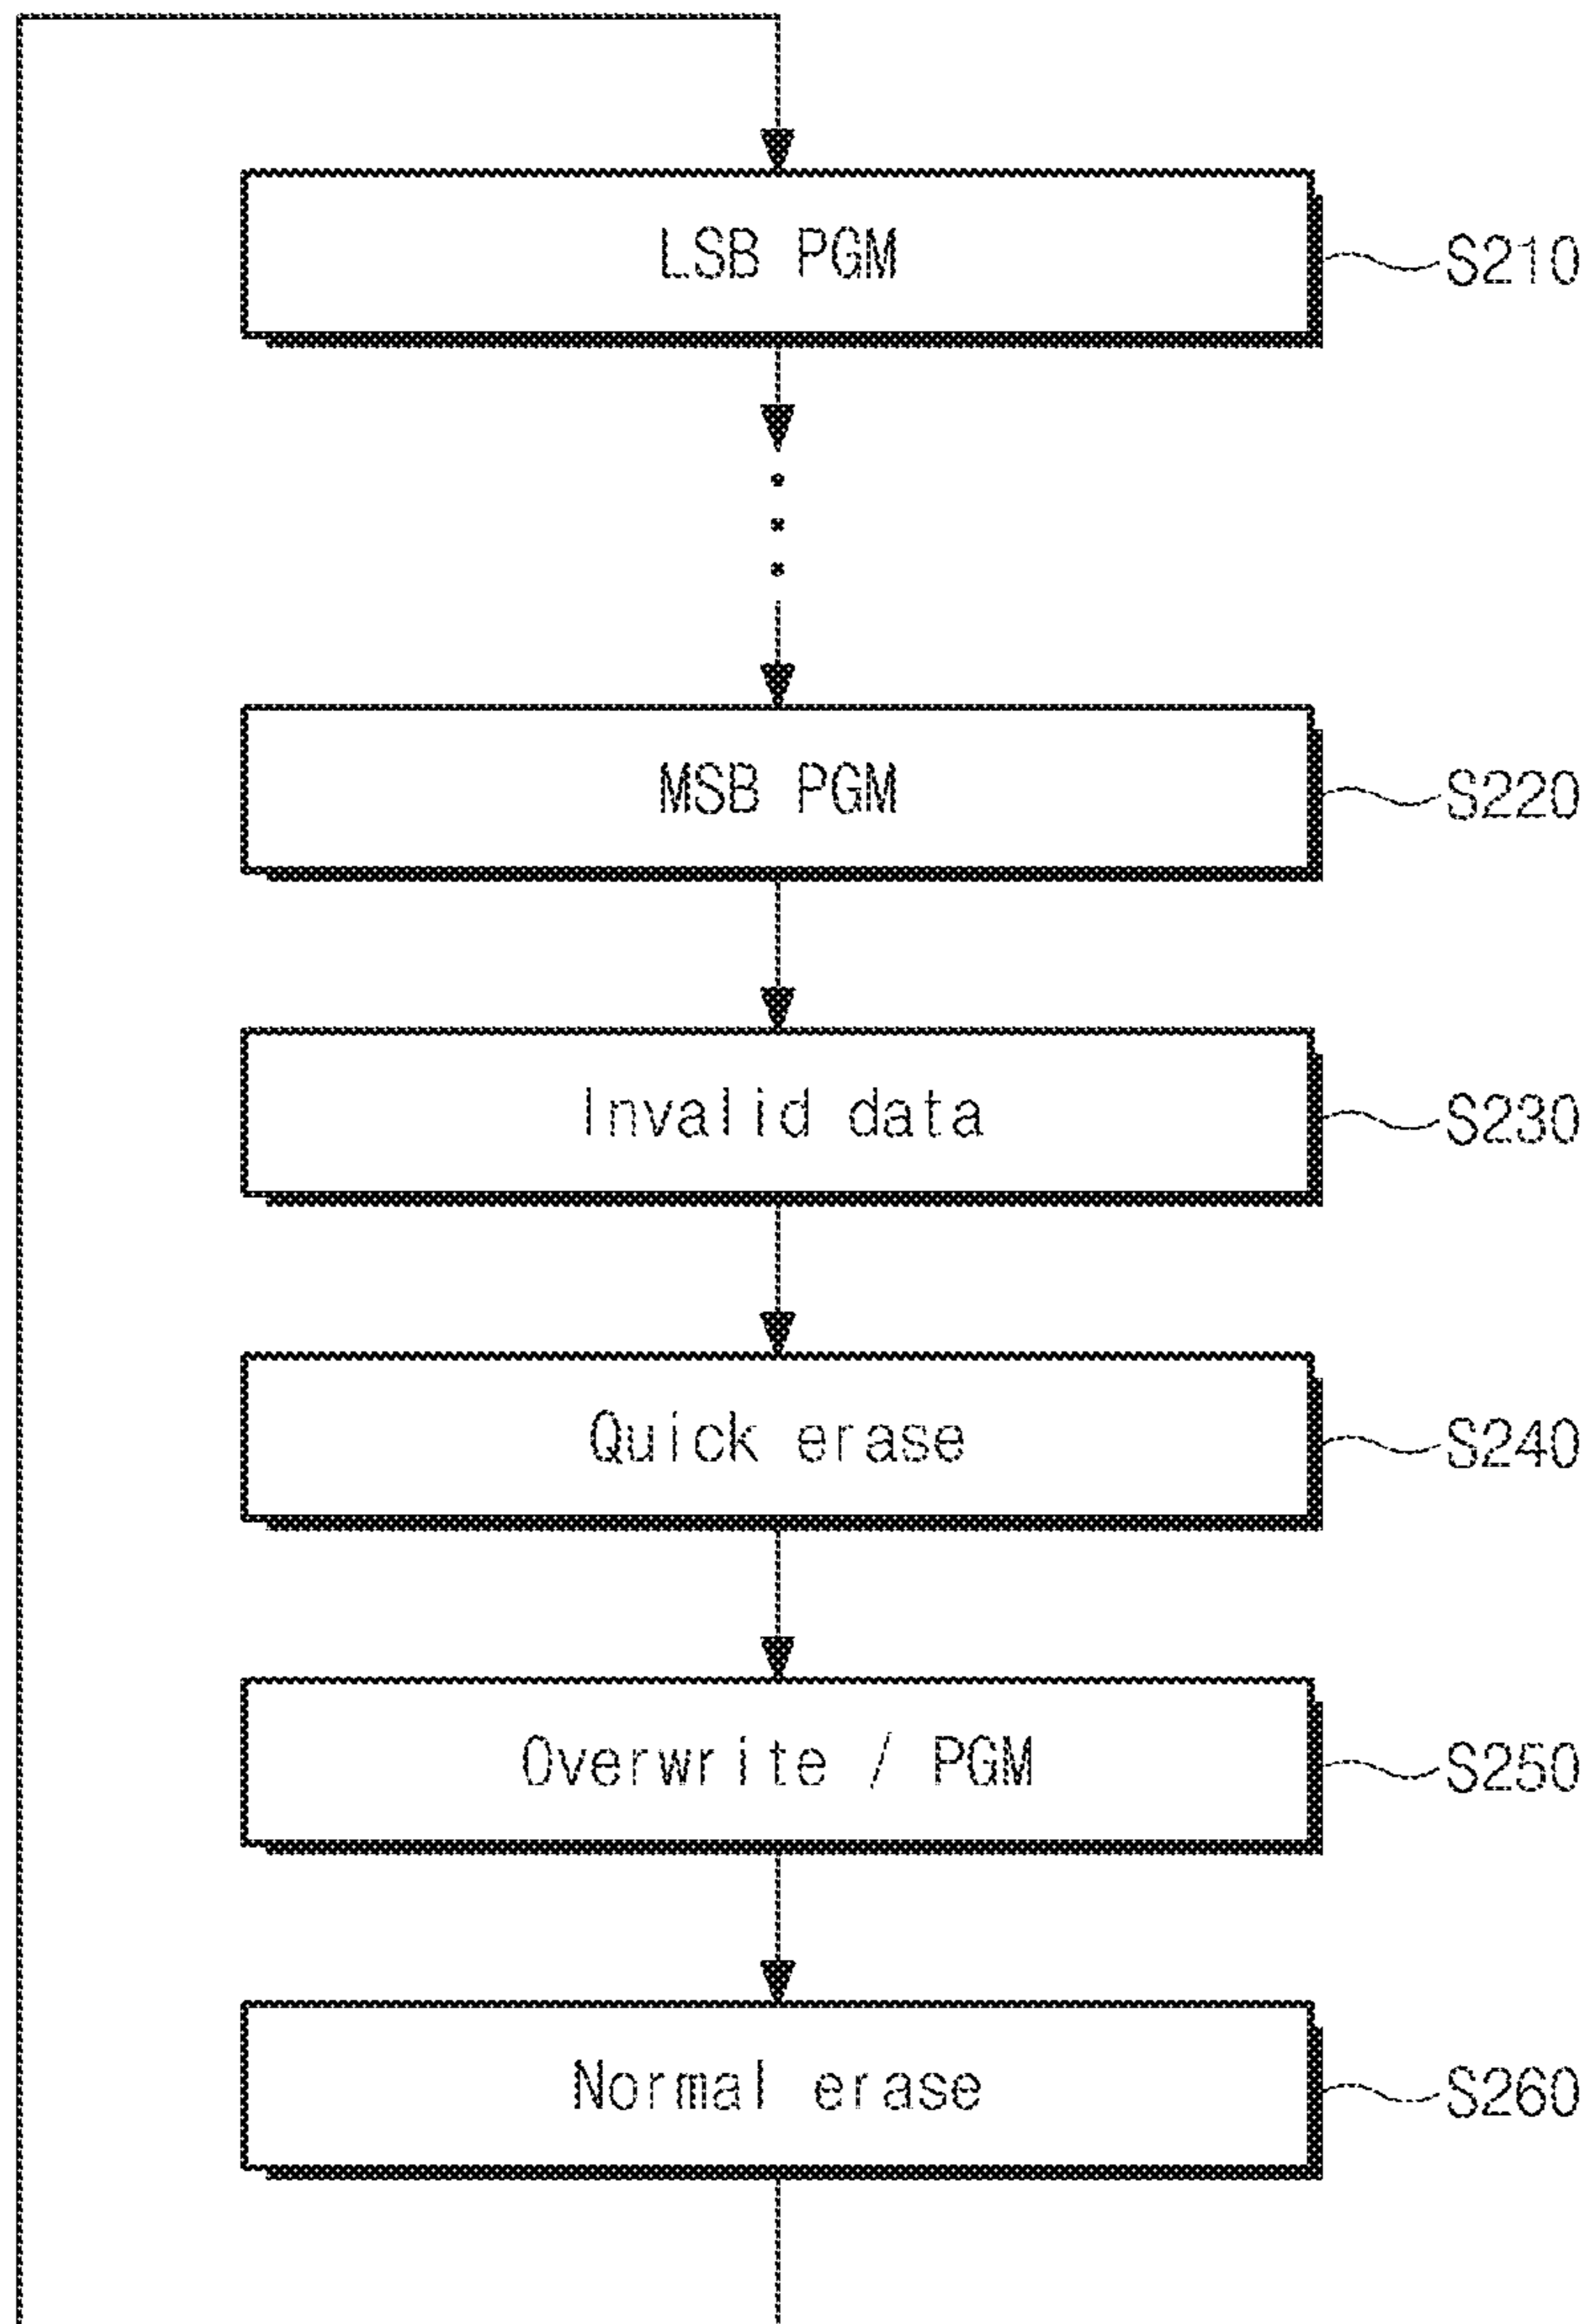 LSB PGM S210
MSB PGM S220
Invalid data S230
Quick erase S240
Overwrite / PGM S250
Normal erase S260